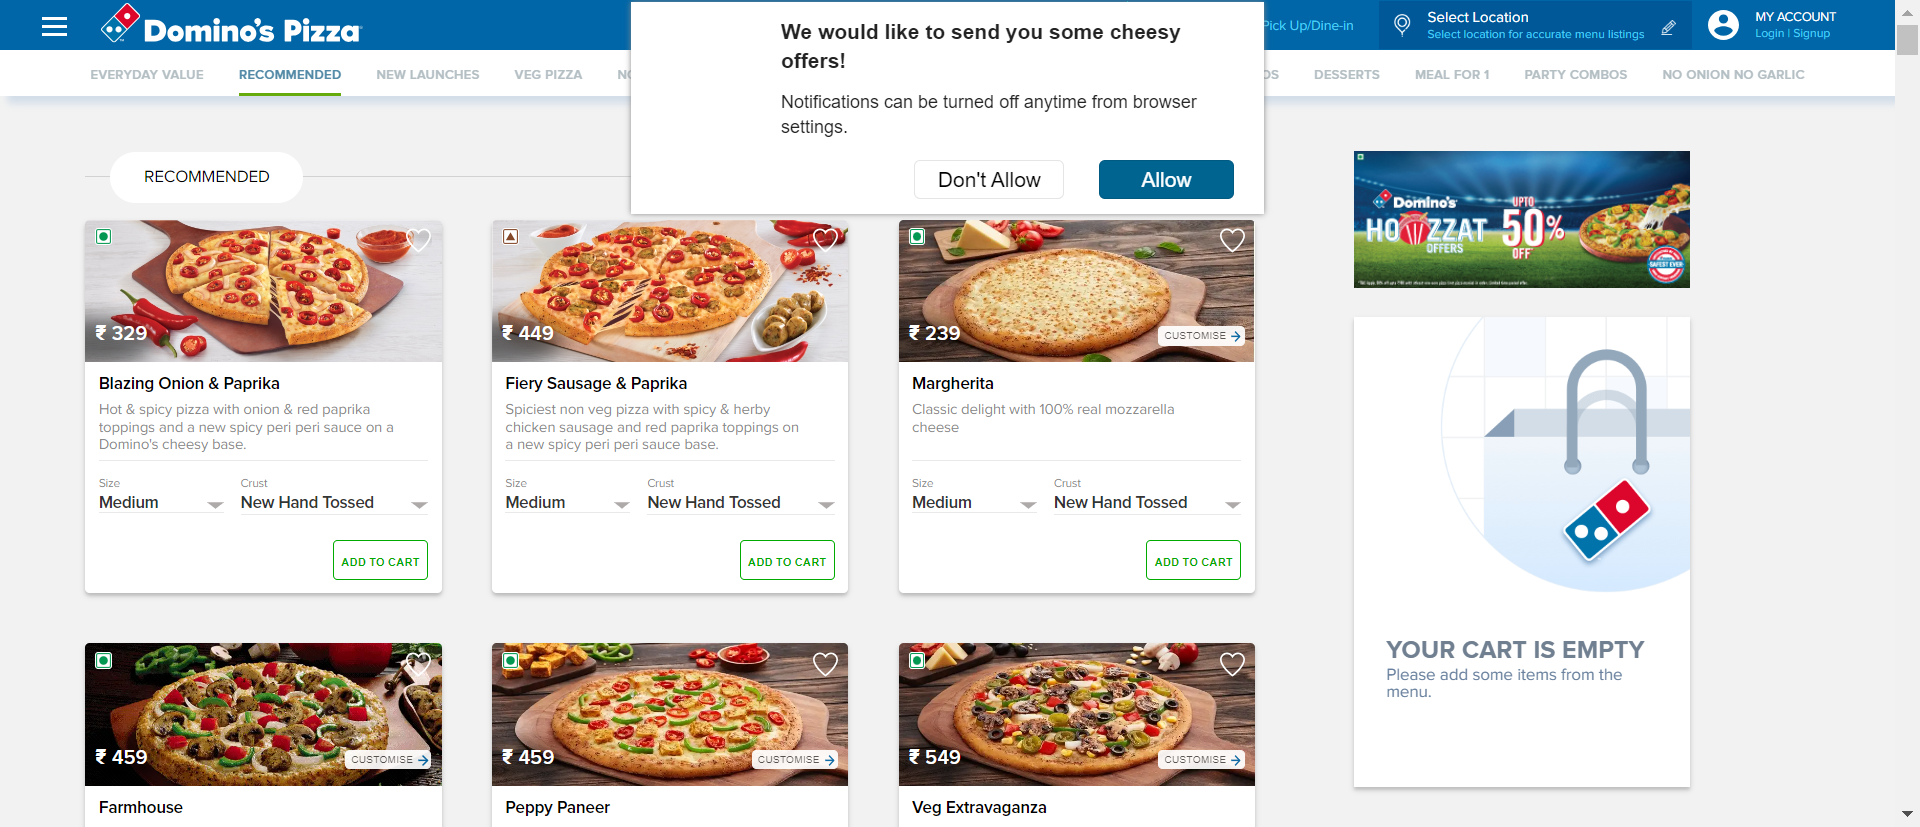 Domino's Pizza
We would like to send you some cheesy
offers!
Notifications can be turned off anytime from browser
settings.
Don't Allow
Allow
Pick Up/Dine-in
Select Location
Select location for accurate menu listings
MY ACCOUNT
Login | Signup
EVERYDAY VALUE
RECOMMENDED
NEW LAUNCHES
VEG PIZZA
DESSERTS
MEAL FOR 1
PARTY COMBOS
NO ONION NO GARLIC
RECOMMENDED
₹ 329
Blazing Onion & Paprika
Hot & spicy pizza with onion & red paprika
toppings and a new spicy peri peri sauce on a
Domino's cheesy base.
Size
Crust
Medium
New Hand Tossed
ADD TO CART
₹ 449
Fiery Sausage & Paprika
Spiciest non veg pizza with spicy & herby
chicken sausage and red paprika toppings on
a new spicy peri peri sauce base.
Size
Crust
Medium
New Hand Tossed
ADD TO CART
₹ 239
CUSTOMISE
Margherita
Classic delight with 100% real mozzarella
cheese
Size
Crust
Medium
New Hand Tossed
ADD TO CART
₹ 459
CUSTOMISE
Farmhouse
₹ 459
CUSTOMISE
Peppy Paneer
₹ 549
CUSTOMISE
Veg Extravaganza
Domino's
HOZZAT
OFFERS
UPTO
50%
OFF
SAFEST EVER
YOUR CART IS EMPTY
Please add some items from the
menu.